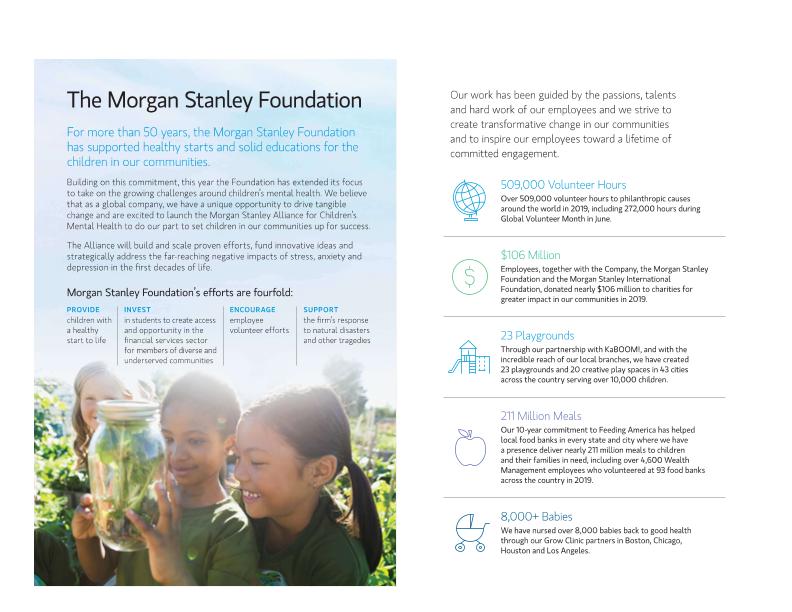 The Morgan Stanley Foundation
For more than 50 years, the Morgan Stanley Foundation
has supported healthy starts and solid educations for the
children in our communities.
Building on this commitment, this year the Foundation has extended its focus
to take on the growing challenges around children's mental health. We believe
that as a global company, we have a unique opportunity to drive tangible
change and are excited to launch the Morgan Stanley Alliance for Children's
Mental Health to do our part to set children in our communities up for success.
The Alliance will build and scale proven efforts, fund innovative ideas and
strategically address the far-reaching negative impacts of stress, anxiety and
depression in the first decades of life.
Morgan Stanley Foundation's efforts are fourfold:
PROVIDE
children with
a healthy
start to life
INVEST
in students to create access
and opportunity in the
financial services sector
for members of diverse and
underserved communities
ENCOURAGE
employee
volunteer efforts
SUPPORT
the firm's response
to natural disasters
and other tragedies
Our work has been guided by the passions, talents
and hard work of our employees and we strive to
create transformative change in our communities
and to inspire our employees toward a lifetime of
committed engagement.
509,000 Volunteer Hours
Over 509,000 volunteer hours to philanthropic causes
around the world in 2019, including 272,000 hours during
Global Volunteer Month in June.
$106 Million
$
Employees, together with the Company, the Morgan Stanley
Foundation and the Morgan Stanley International
Foundation, donated nearly $106 million to charities for
greater impact in our communities in 2019.
23 Playgrounds
Through our partnership with KaBOOM!, and with the
incredible reach of our local branches, we have created
23 playgrounds and 20 creative play spaces in 43 cities
across the country serving over 10,000 children.
211 Million Meals
Our 10-year commitment to Feeding America has helped
local food banks in every state and city where we have
a presence deliver nearly 211 million meals to children
and their families in need, including over 4,600 Wealth
Management employees who volunteered at 93 food banks
across the country in 2019.
8,000+ Babies
We have nursed over 8,000 babies back to good health
through our Grow Clinic partners in Boston, Chicago,
Houston and Los Angeles.